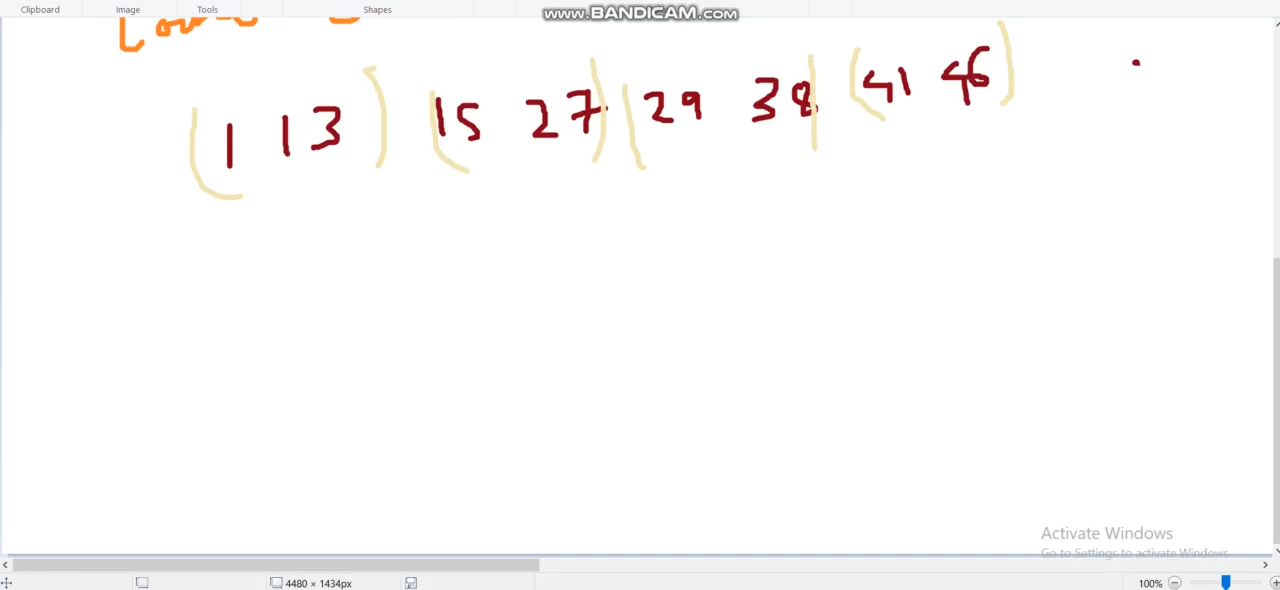 Clipboard Image Tools Shapes
www.BANDICAM.com
(1 13) (15 27) (29 38) (41 46)
Activate Windows
Go to Settings to activate Windows.
4480 × 1434px 100%